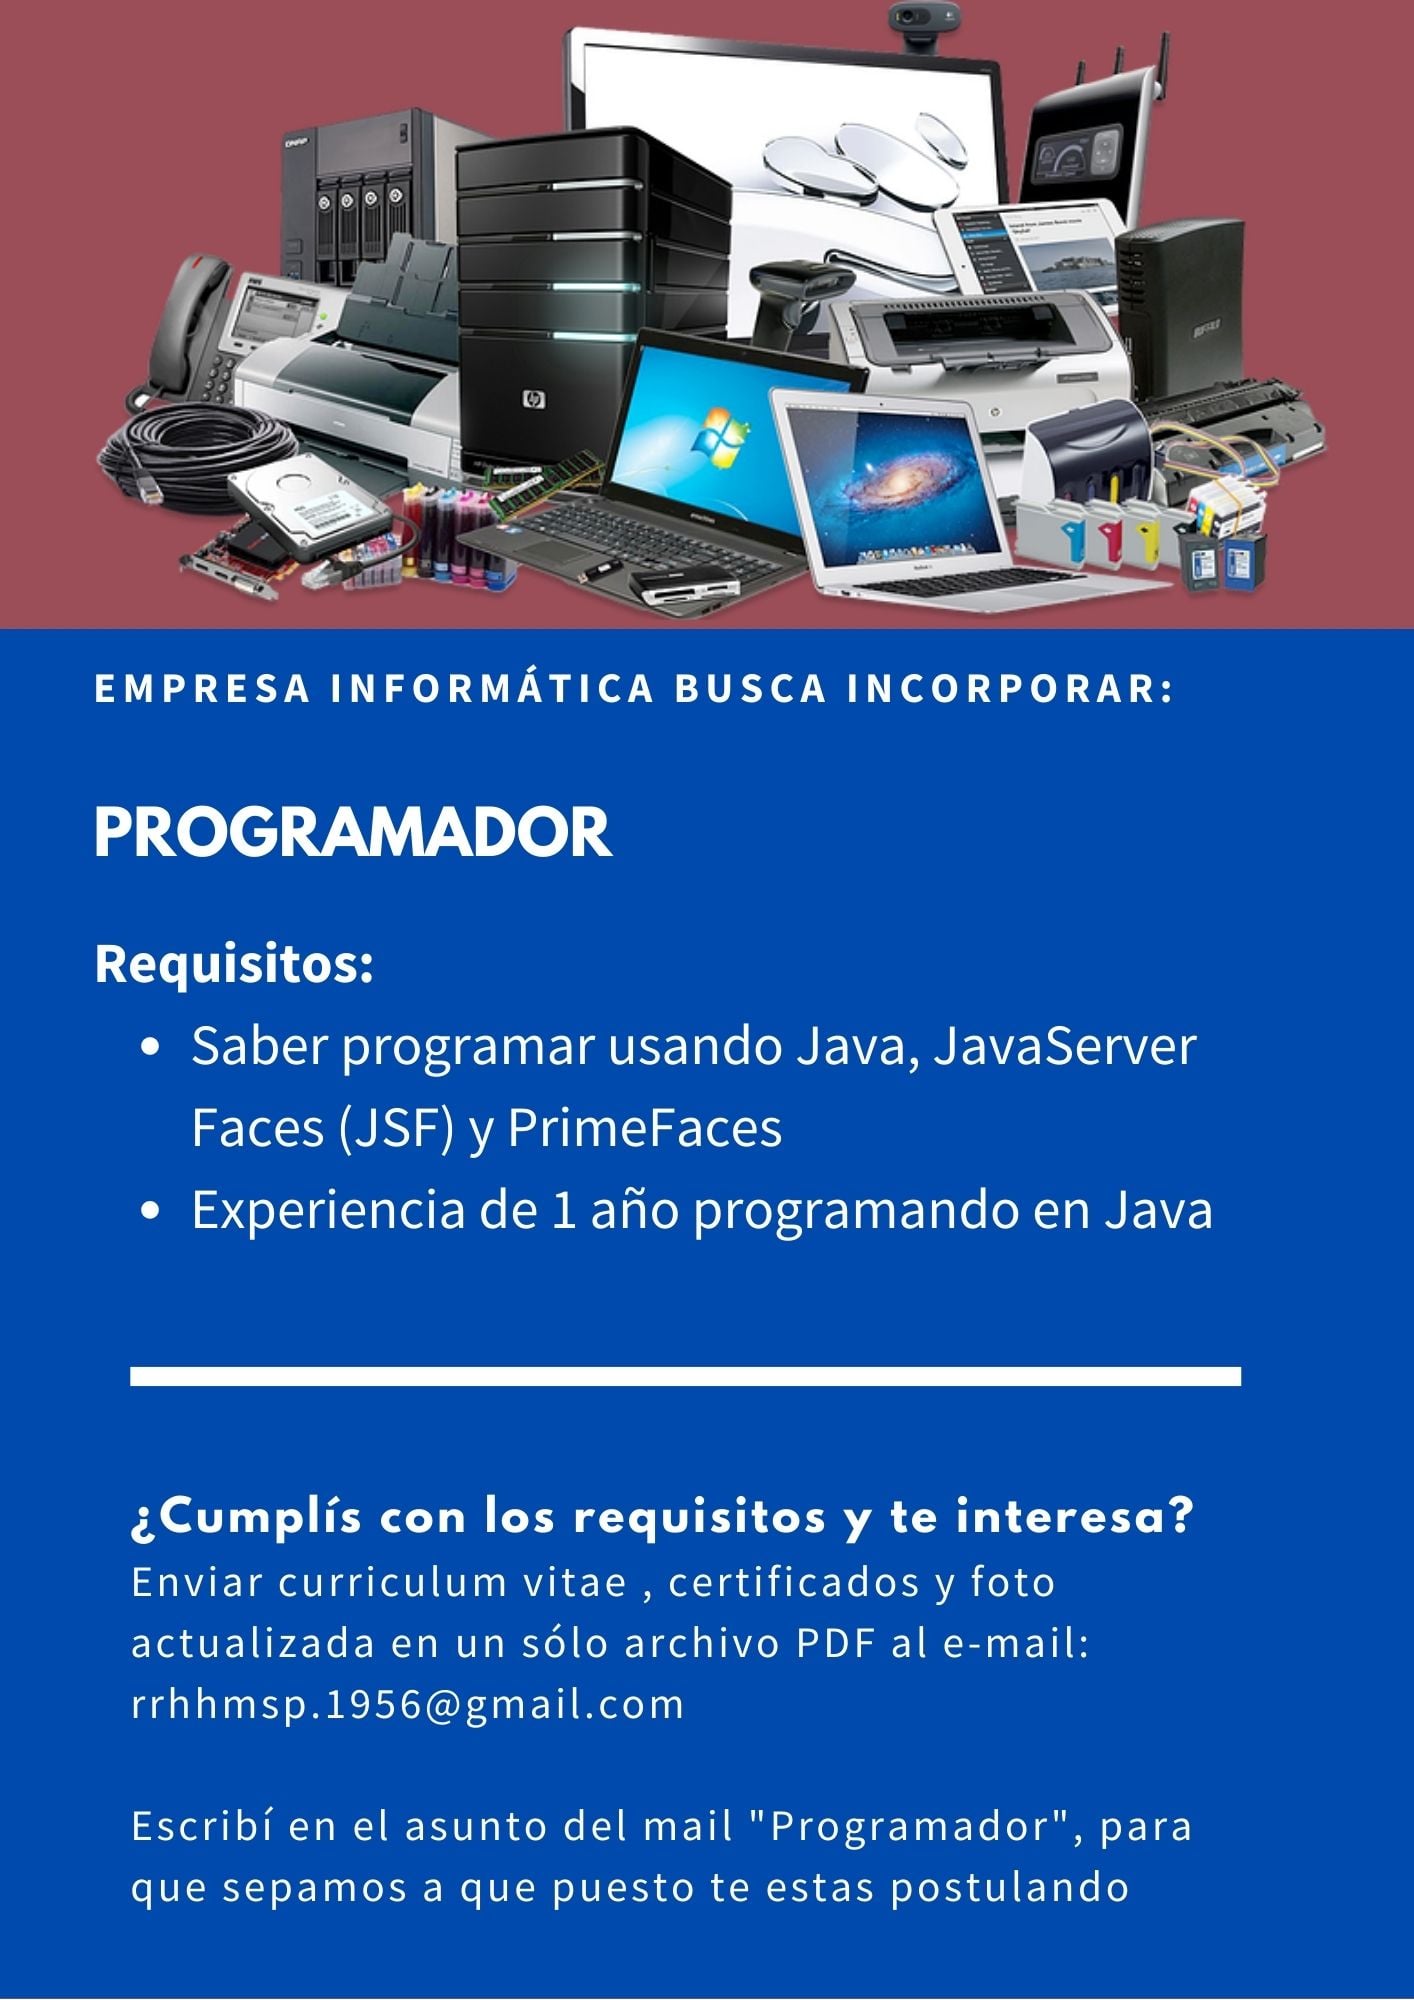 QNAP
hp
BUFFALO
EMPRESA INFORMÁTICA BUSCA INCORPORAR:
PROGRAMADOR
Requisitos:
• Saber programar usando Java, JavaServer
Faces (JSF) y PrimeFaces
• Experiencia de 1 año programando en Java
¿Cumplís con los requisitos y te interesa?
Enviar curriculum vitae , certificados y foto
actualizada en un sólo archivo PDF al e-mail:
rrhhmsp.1956@gmail.com
Escribí en el asunto del mail "Programador", para
que sepamos a que puesto te estas postulando